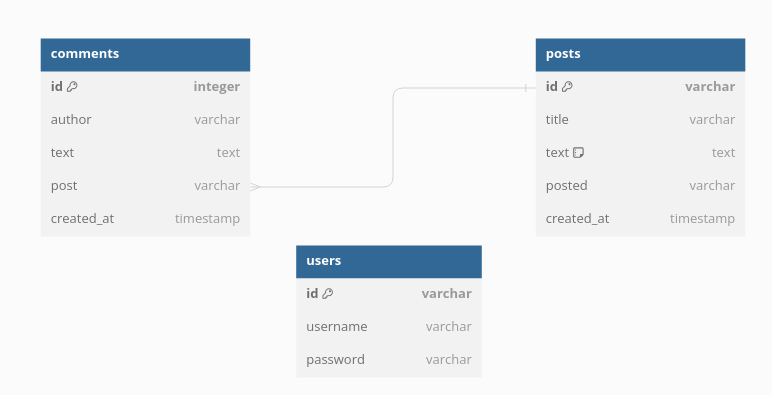 comments
id integer
author varchar
text text
post varchar
created_at timestamp
posts
id varchar
title varchar
text text
posted varchar
created_at timestamp
users
id varchar
username varchar
password varchar